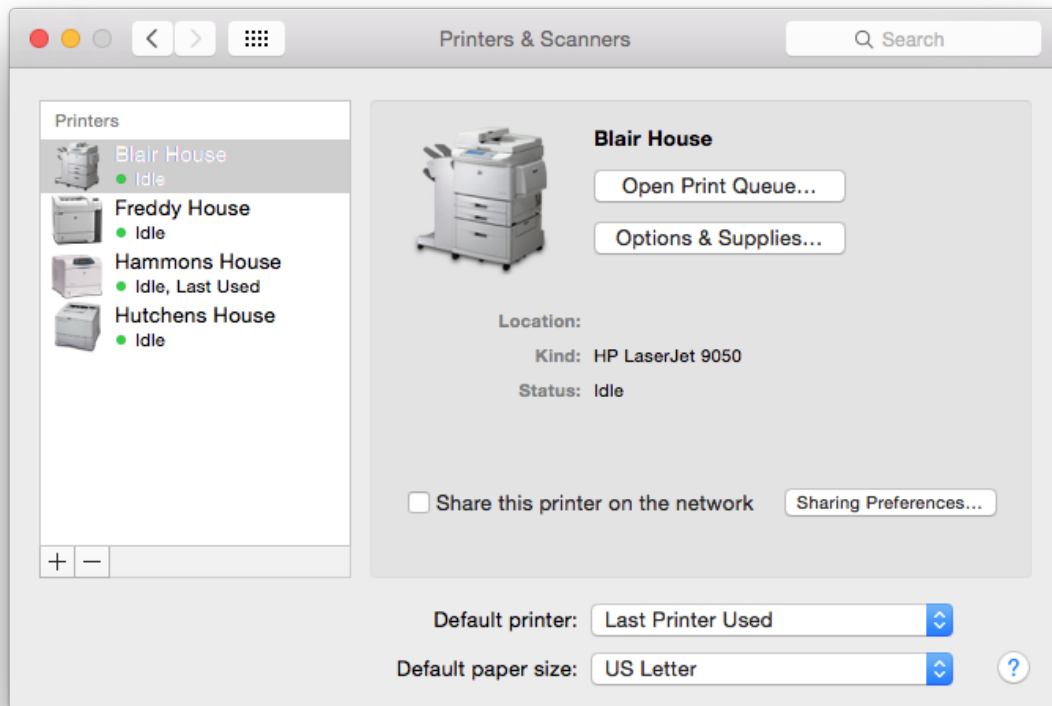 Printers & Scanners
Search
Printers
Blair House
Idle
Freddy House
Idle
Hammons House
Idle, Last Used
Hutchens House
Idle
Blair House
Open Print Queue...
Options & Supplies...
Location:
Kind: HP LaserJet 9050
Status: Idle
Share this printer on the network
Sharing Preferences...
+ −
Default printer: Last Printer Used
Default paper size: US Letter
?